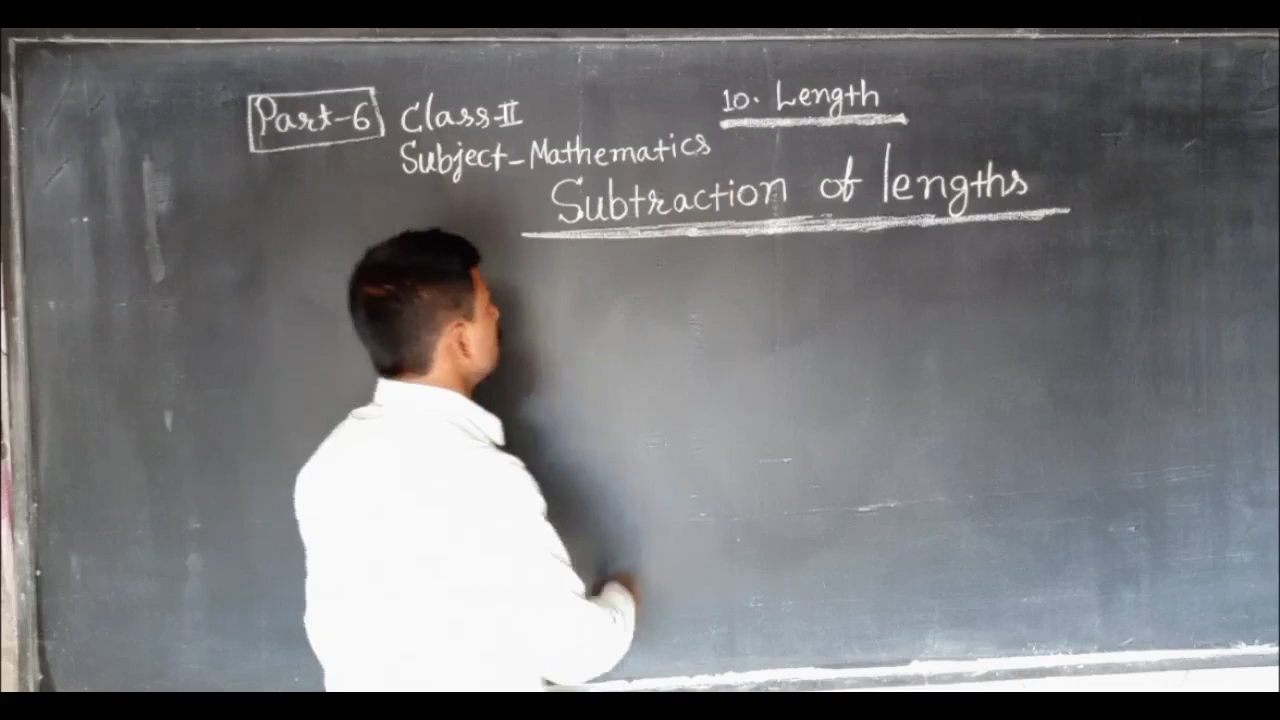 Part-6 Class-II
Subject-Mathematics
10. Length
Subtraction of lengths